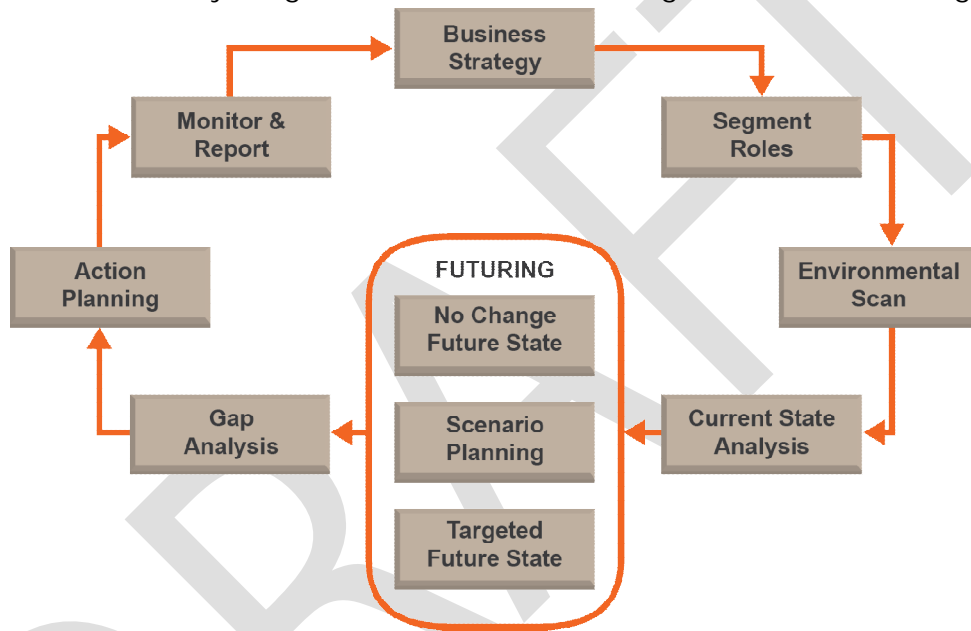 Business
Strategy
Monitor &
Report
Segment
Roles
Action
Planning
FUTURING
Environmental
Scan
No Change
Future State
Gap
Analysis
Scenario
Planning
Current State
Analysis
Targeted
Future State
DRAFT